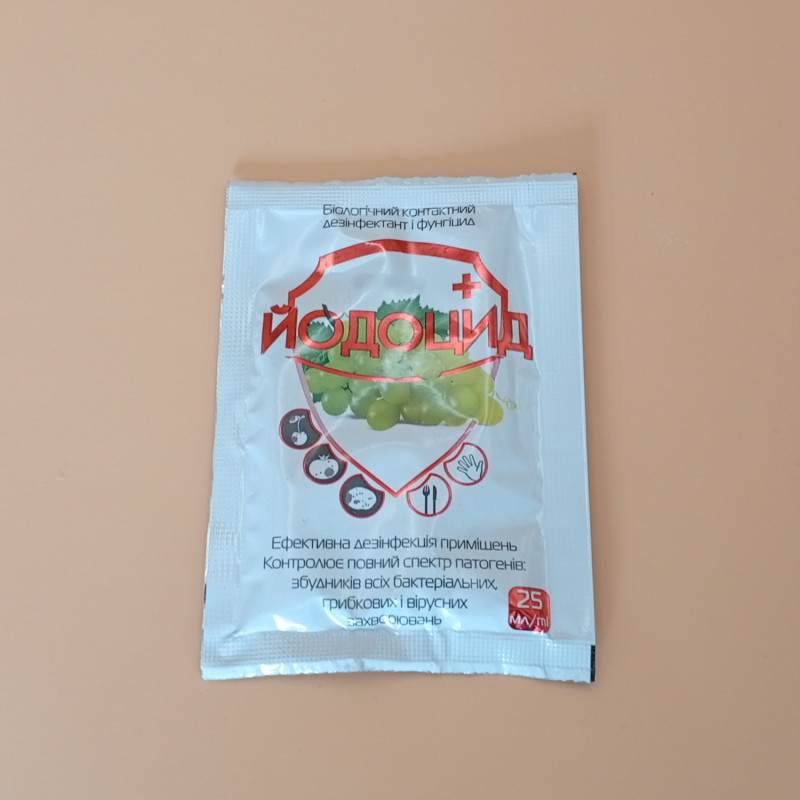 Біологічний контактний
дезінфектант і фунгіцид
ЙОДОЦИД
Ефективна дезінфекція приміщень
Контролює повний спектр патогенів:
збудників всіх бактеріальних,
грибкових і вірусних
захворювань
25
мл/ml